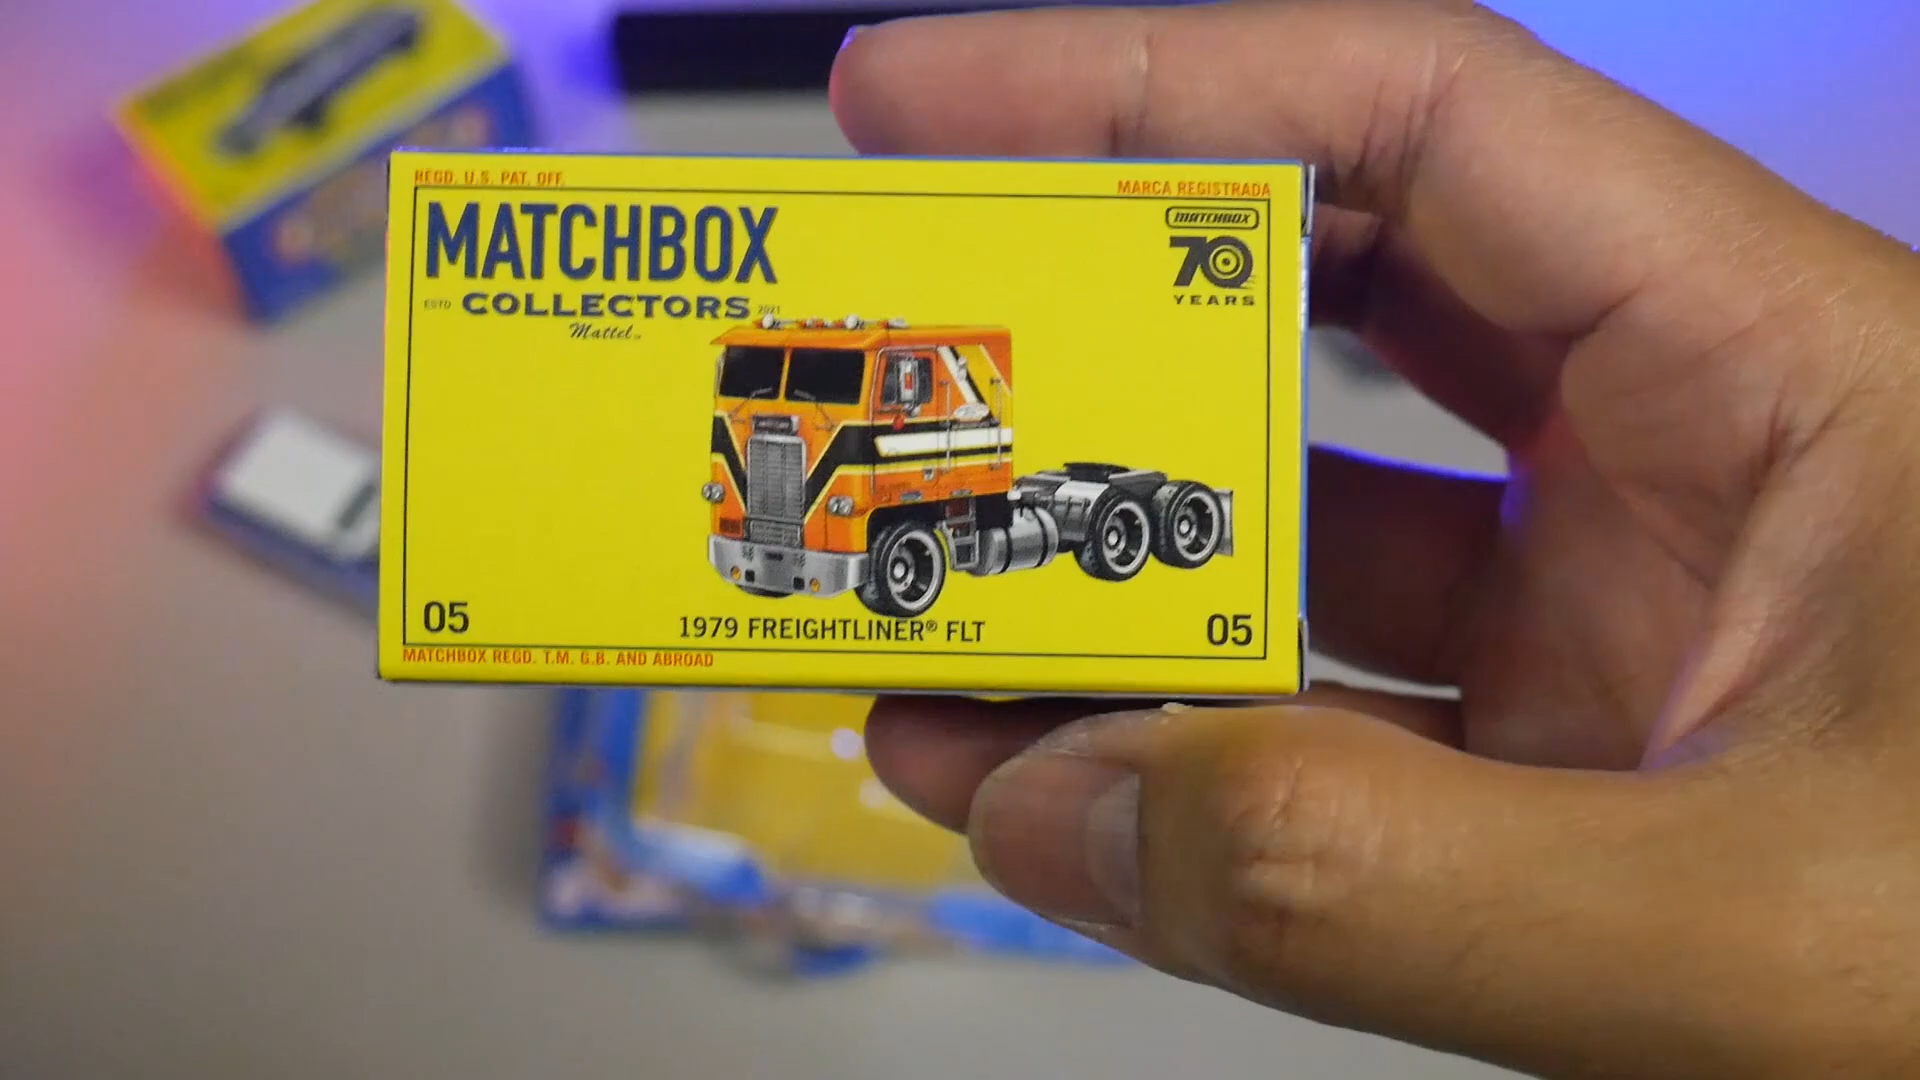 REGD. U.S. PAT. OFF.
MARCA REGISTRADA
MATCHBOX
ESTD COLLECTORS 2021
Mattel
MATCHBOX
70
YEARS
05
1979 FREIGHTLINER® FLT
05
MATCHBOX REGD. T.M. G.B. AND ABROAD